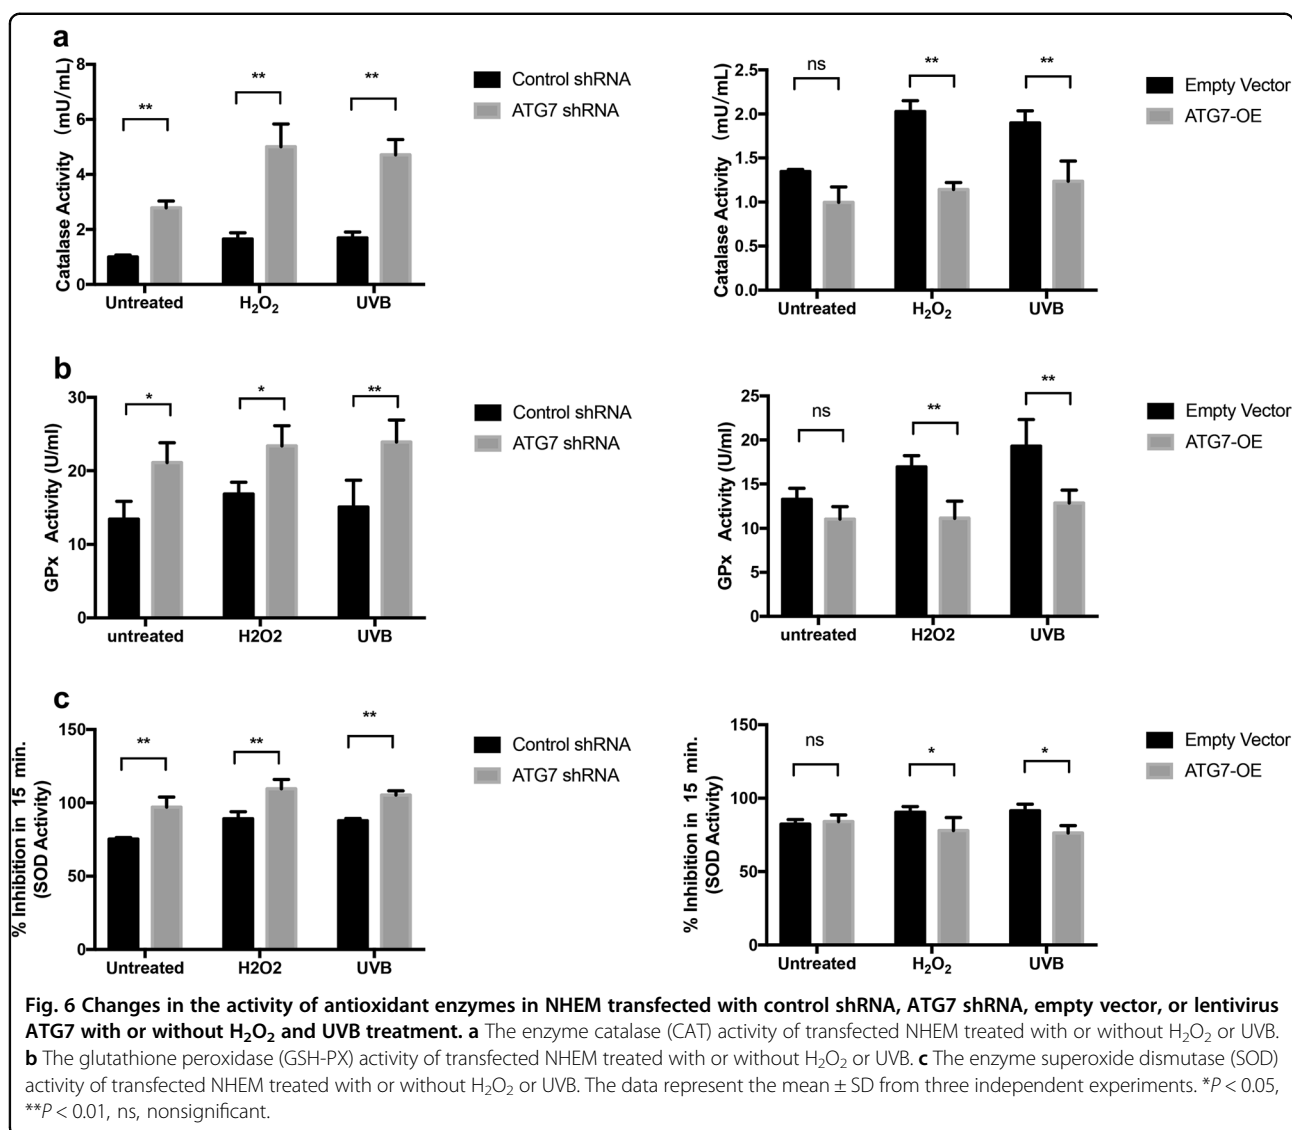 a
8
6
4
2
0
Catalase Activity (mU/mL)
**
**
**
Untreated
H₂O₂
UVB
Control shRNA
ATG7 shRNA
2.5
2.0
1.5
1.0
0.5
0.0
Catalase Activity (mU/mL)
ns
**
**
Untreated
H₂O₂
UVB
Empty Vector
ATG7-OE
b
30
20
10
0
GPx Activity (U/ml)
*
*
**
untreated
H2O2
UVB
Control shRNA
ATG7 shRNA
25
20
15
10
5
0
GPx Activity (U/ml)
ns
**
**
untreated
H2O2
UVB
Empty Vector
ATG7-OE
c
150
100
50
0
% Inhibition in 15 min.
(SOD Activity)
**
**
**
Untreated
H2O2
UVB
Control shRNA
ATG7 shRNA
150
100
50
0
% Inhibition in 15 min.
(SOD Activity)
ns
*
*
Untreated
H₂O₂
UVB
Empty Vector
ATG7-OE
Fig. 6 Changes in the activity of antioxidant enzymes in NHEM transfected with control shRNA, ATG7 shRNA, empty vector, or lentivirus
ATG7 with or without H₂O₂ and UVB treatment. a The enzyme catalase (CAT) activity of transfected NHEM treated with or without H₂O₂ or UVB.
b The glutathione peroxidase (GSH-PX) activity of transfected NHEM treated with or without H₂O₂ or UVB. c The enzyme superoxide dismutase (SOD)
activity of transfected NHEM treated with or without H₂O₂ or UVB. The data represent the mean ± SD from three independent experiments. *P < 0.05,
**P < 0.01, ns, nonsignificant.